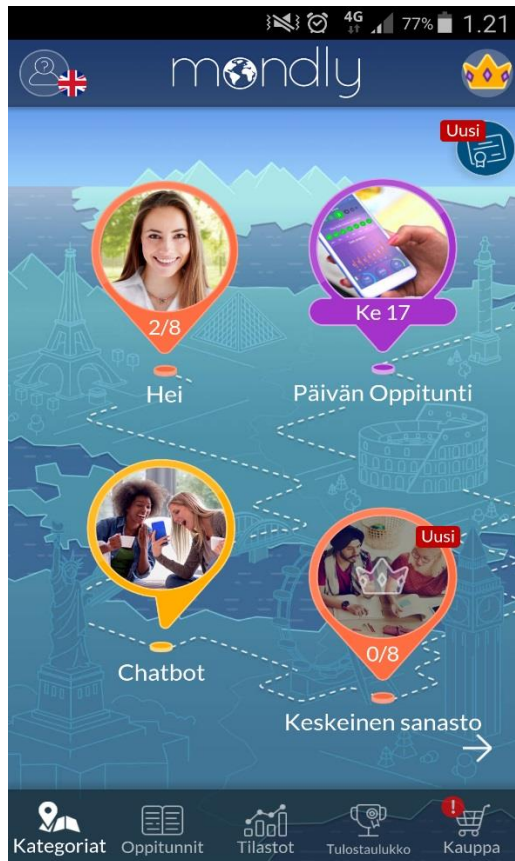 4G 77% 1.21
mondly
Uusi
2/8
Ke 17
Hei
Päivän Oppitunti
Uusi
0/8
Chatbot
Keskeinen sanasto
!
Kategoriat Oppitunnit Tilastot Tulostaulukko Kauppa